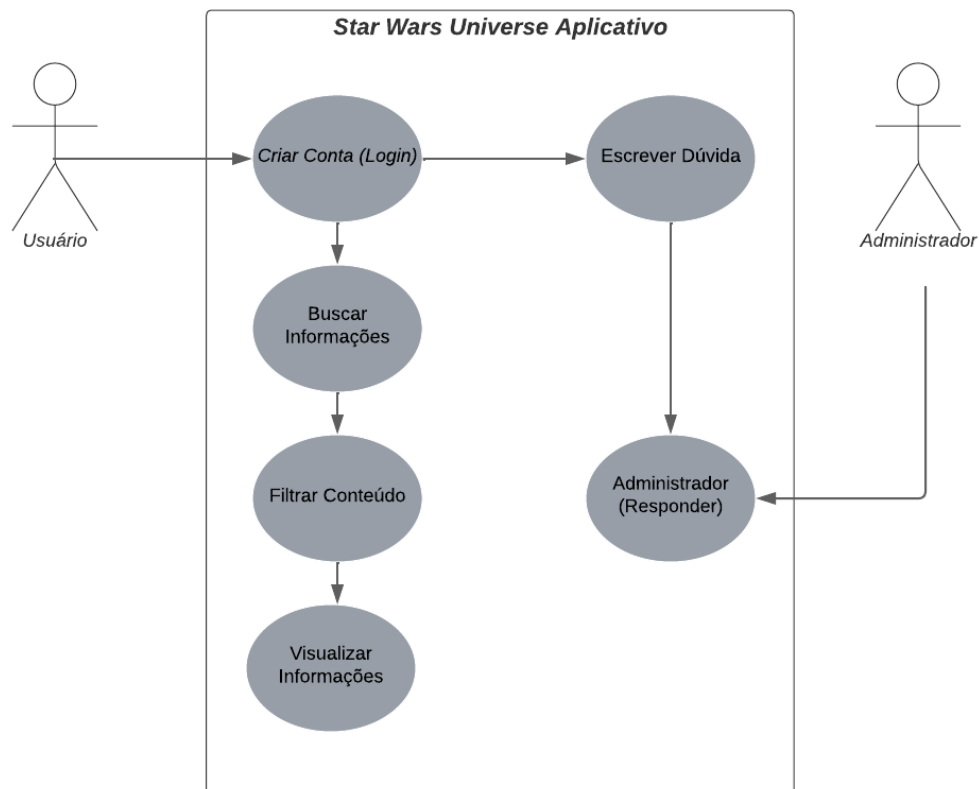 Star Wars Universe Aplicativo
Criar Conta (Login)
Escrever Dúvida
Usuário
Administrador
Buscar
Informações
Filtrar Conteúdo
Administrador
(Responder)
Visualizar
Informações